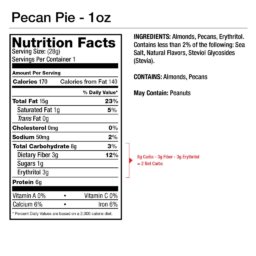 Pecan Pie - 1oz
Nutrition Facts
Serving Size: (28g)
Servings Per Container 1
Amount Per Serving
Calories 170 Calories from Fat 140
% Daily Value*
Total Fat 15g 23%
Saturated Fat 1g 5%
Trans Fat 0g
Cholesterol 0mg 0%
Sodium 50mg 2%
Total Carbohydrate 8g 3%
Dietary Fiber 3g 12%
Sugars 1g
Erythritol 3g
Protein 6g
Vitamin A 0% • Vitamin C 0%
Calcium 6% • Iron 6%
* Percent Daily Values are based on a 2,000 calorie diet.
INGREDIENTS: Almonds, Pecans, Erythritol.
Contains less than 2% of the following: Sea
Salt, Natural Flavors, Steviol Glycosides
(Stevia).
CONTAINS: Almonds, Pecans
May Contain: Peanuts
8g Carbs - 3g Fiber - 3g Erythritol
= 2 Net Carbs